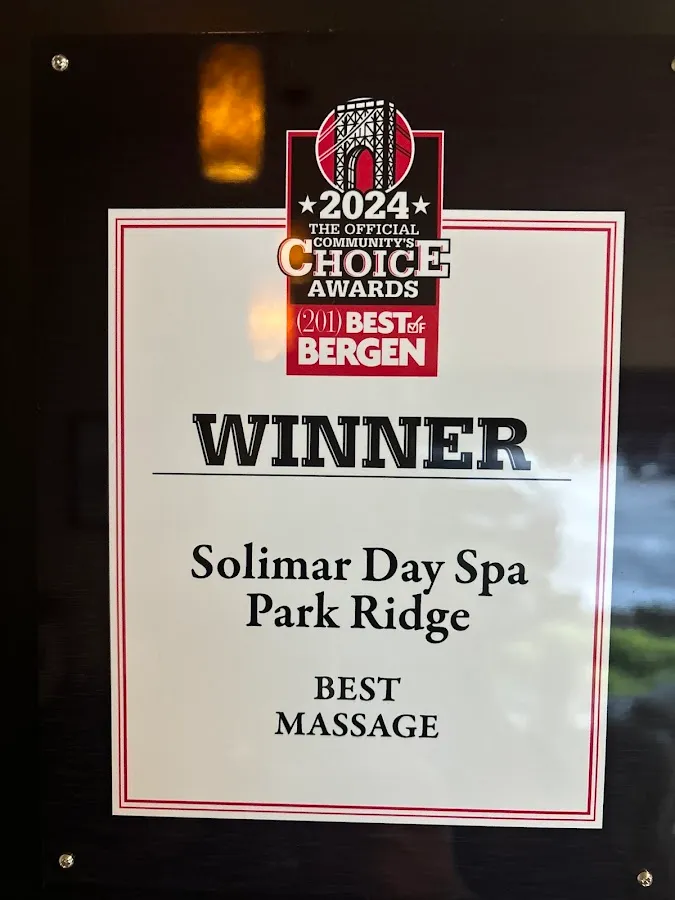 ★2024★
THE OFFICIAL
COMMUNITY'S
CHOICE
AWARDS
(201) BEST OF
BERGEN
WINNER
Solimar Day Spa
Park Ridge
BEST
MASSAGE